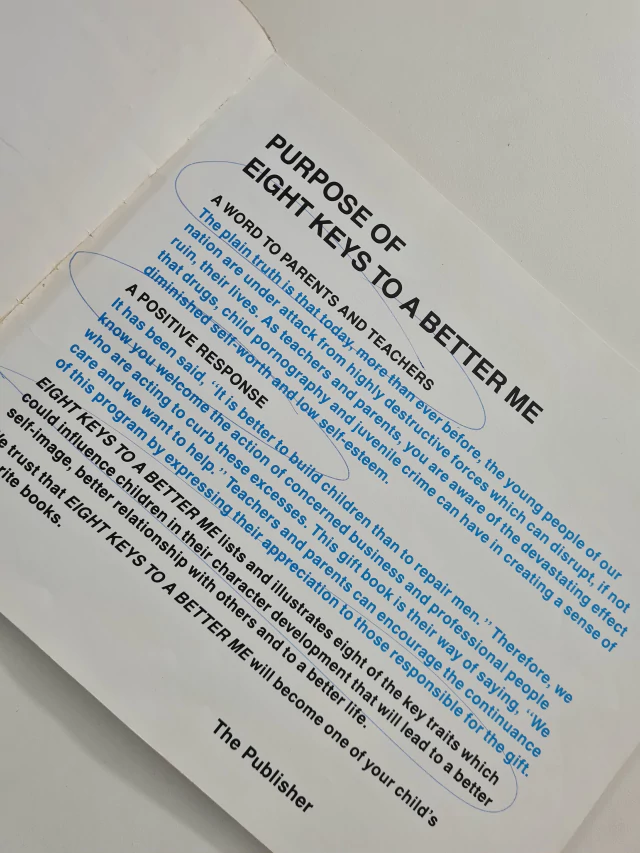 PURPOSE OF
EIGHT KEYS TO A BETTER ME
A WORD TO PARENTS AND TEACHERS
The plain truth is that today, more than ever before, the young people of our
nation are under attack from highly destructive forces which can disrupt, if not
ruin, their lives. As teachers and parents, you are aware of the devastating effect
that drugs, child pornography and juvenile crime can have in creating a sense of
diminished self-worth and low self-esteem.
A POSITIVE RESPONSE
It has been said, "It is better to build children than to repair men." Therefore, we
know you welcome the action of concerned business and professional people
who are acting to curb these excesses. This gift book is their way of saying, "We
care and we want to help." Teachers and parents can encourage the continuance
of this program by expressing their appreciation to those responsible for the gift.
EIGHT KEYS TO A BETTER ME lists and illustrates eight of the key traits which
could influence children in their character development that will lead to a better
self-image, better relationship with others and to a better life.
trust that EIGHT KEYS TO A BETTER ME will become one of your child's
books.
The Publisher